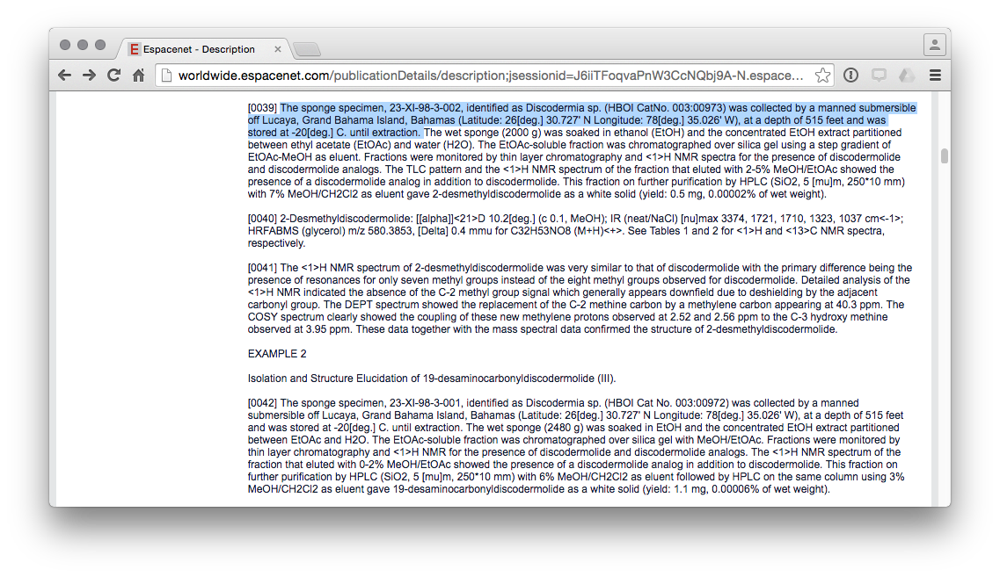 Espacenet - Description
worldwide.espacenet.com/publicationDetails/description;jsessionid=J6iiTFoqvaPnW3CcNQbj9A-N.espace...
[0039] The sponge specimen, 23-XI-98-3-002, identified as Discodermia sp. (HBOI CatNo. 003:00973) was collected by a manned submersible
off Lucaya, Grand Bahama Island, Bahamas (Latitude: 26[deg.] 30.727' N Longitude: 78[deg.] 35.026' W), at a depth of 515 feet and was
stored at -20[deg.] C. until extraction. The wet sponge (2000 g) was soaked in ethanol (EtOH) and the concentrated EtOH extract partitioned
between ethyl acetate (EtOAc) and water (H2O). The EtOAc-soluble fraction was chromatographed over silica gel using a step gradient of
EtOAc-MeOH as eluent. Fractions were monitored by thin layer chromatography and <1>H NMR spectra for the presence of discodermolide
and discodermolide analogs. The TLC pattern and the <1>H NMR spectrum of the fraction that eluted with 2-5% MeOH/EtOAc showed the
presence of a discodermolide analog in addition to discodermolide. This fraction on further purification by HPLC (SiO2, 5 [mu]m, 250*10 mm)
with 7% MeOH/CH2Cl2 as eluent gave 2-desmethyldiscodermolide as a white solid (yield: 0.5 mg, 0.00002% of wet weight).
[0040] 2-Desmethyldiscodermolide: [[alpha]]<21>D 10.2[deg.] (c 0.1, MeOH); IR (neat/NaCl) [nu]max 3374, 1721, 1710, 1323, 1037 cm<-1>;
HRFABMS (glycerol) m/z 580.3853, [Delta] 0.4 mmu for C32H53NO8 (M+H)<+>. See Tables 1 and 2 for <1>H and <13>C NMR spectra,
respectively.
[0041] The <1>H NMR spectrum of 2-desmethyldiscodermolide was very similar to that of discodermolide with the primary difference being the
presence of resonances for only seven methyl groups instead of the eight methyl groups observed for discodermolide. Detailed analysis of the
<1>H NMR indicated the absence of the C-2 methyl group signal which generally appears downfield due to deshielding by the adjacent
carbonyl group. The DEPT spectrum showed the replacement of the C-2 methine carbon by a methylene carbon appearing at 40.3 ppm. The
COSY spectrum clearly showed the coupling of these new methylene protons observed at 2.52 and 2.56 ppm to the C-3 hydroxy methine
observed at 3.95 ppm. These data together with the mass spectral data confirmed the structure of 2-desmethyldiscodermolide.
EXAMPLE 2
Isolation and Structure Elucidation of 19-desaminocarbonyldiscodermolide (III).
[0042] The sponge specimen, 23-XI-98-3-001, identified as Discodermia sp. (HBOI Cat No. 003:00972) was collected by a manned
submersible off Lucaya, Grand Bahama Island, Bahamas (Latitude: 26[deg.] 30.727' N Longitude: 78[deg.] 35.026' W), at a depth of 515 feet
and was stored at -20[deg.] C. until extraction. The wet sponge (2480 g) was soaked in EtOH and the concentrated EtOH extract partitioned
between EtOAc and H2O. The EtOAc-soluble fraction was chromatographed over silica gel with MeOH/EtOAc. Fractions were monitored by
thin layer chromatography and <1>H NMR for the presence of discodermolide and discodermolide analogs. The <1>H NMR spectrum of the
fraction that eluted with 0-2% MeOH/EtOAc showed the presence of a discodermolide analog in addition to discodermolide. This fraction on
further purification by HPLC (SiO2, 5 [mu]m, 250*10 mm) with 6% MeOH/CH2Cl2 as eluent followed by HPLC on the same column using 3%
MeOH/CH2Cl2 as eluent gave 19-desaminocarbonyldiscodermolide as a white solid (yield: 1.1 mg, 0.00006% of wet weight).